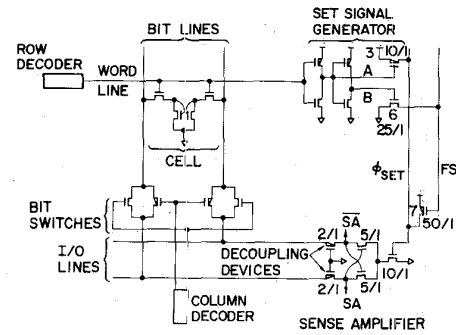 BIT LINES
SET SIGNAL
GENERATOR
ROW
DECODER
WORD
LINE
3
10/1
A
B
6
25/1
CELL
φSET
FS
7
50/1
BIT
SWITCHES
I/O
LINES
2/1
SA
5/1
DECOUPLING
DEVICES
10/1
2/1
SA
5/1
COLUMN
DECODER
SENSE AMPLIFIER